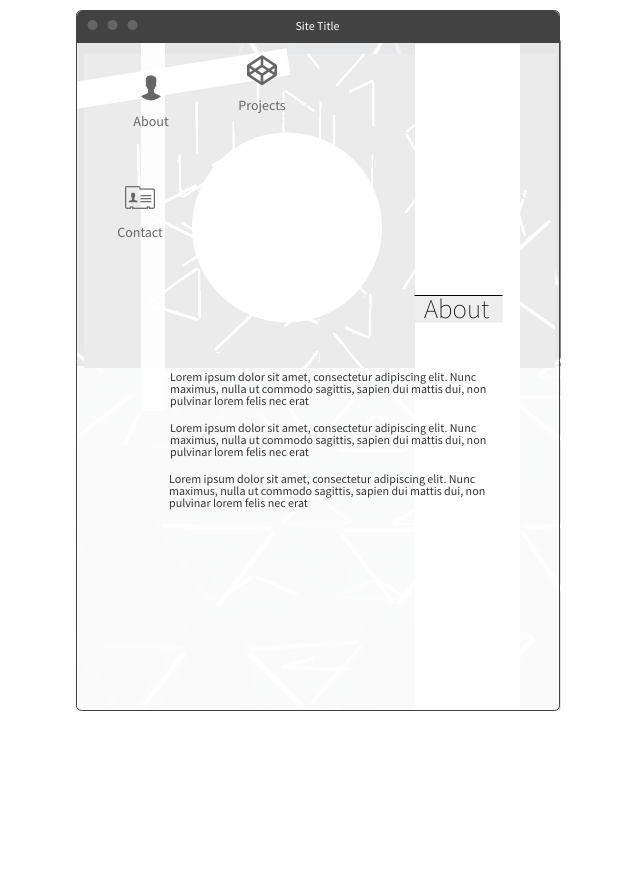 Site Title
Projects
About
Contact
About
Lorem ipsum dolor sit amet, consectetur adipiscing elit. Nunc
maximus, nulla ut commodo sagittis, sapien dui mattis dui, non
pulvinar lorem felis nec erat
Lorem ipsum dolor sit amet, consectetur adipiscing elit. Nunc
maximus, nulla ut commodo sagittis, sapien dui mattis dui, non
pulvinar lorem felis nec erat
Lorem ipsum dolor sit amet, consectetur adipiscing elit. Nunc
maximus, nulla ut commodo sagittis, sapien dui mattis dui, non
pulvinar lorem felis nec erat